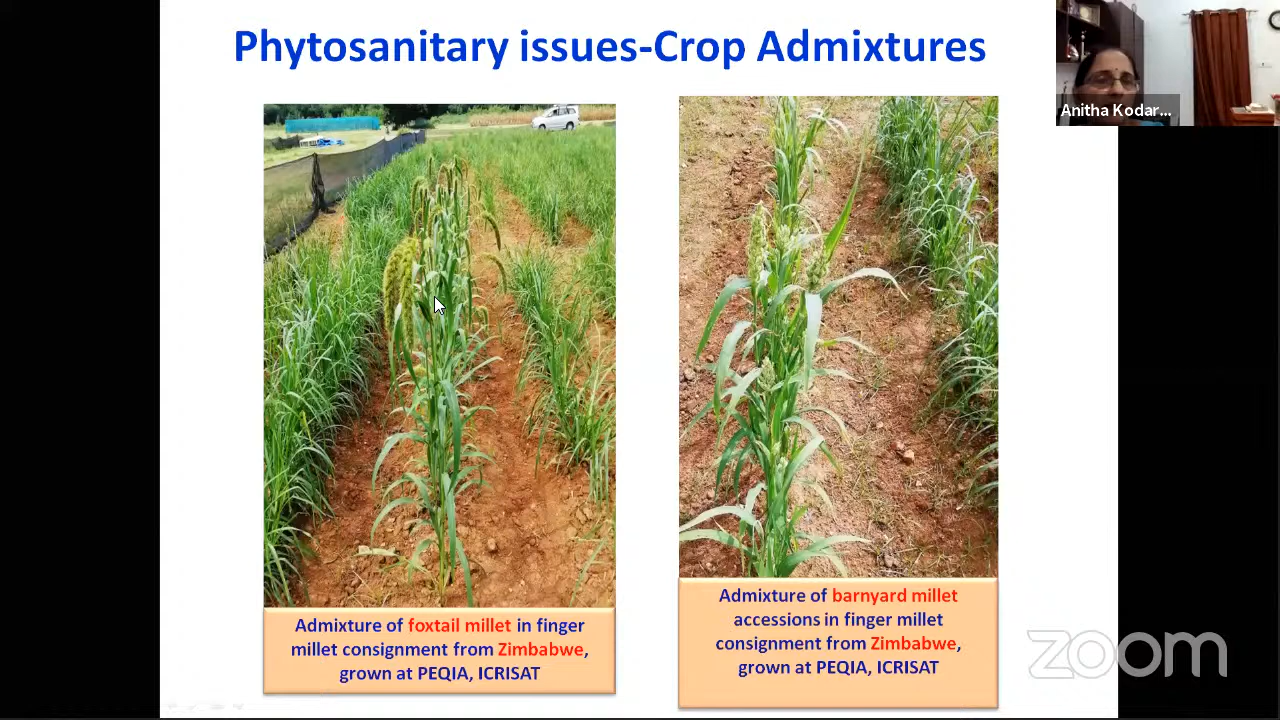 Phytosanitary issues-Crop Admixtures
Anitha Kodar...
Admixture of foxtail millet in finger
millet consignment from Zimbabwe,
grown at PEQIA, ICRISAT
Admixture of barnyard millet
accessions in finger millet
consignment from Zimbabwe,
grown at PEQIA, ICRISAT
zoom